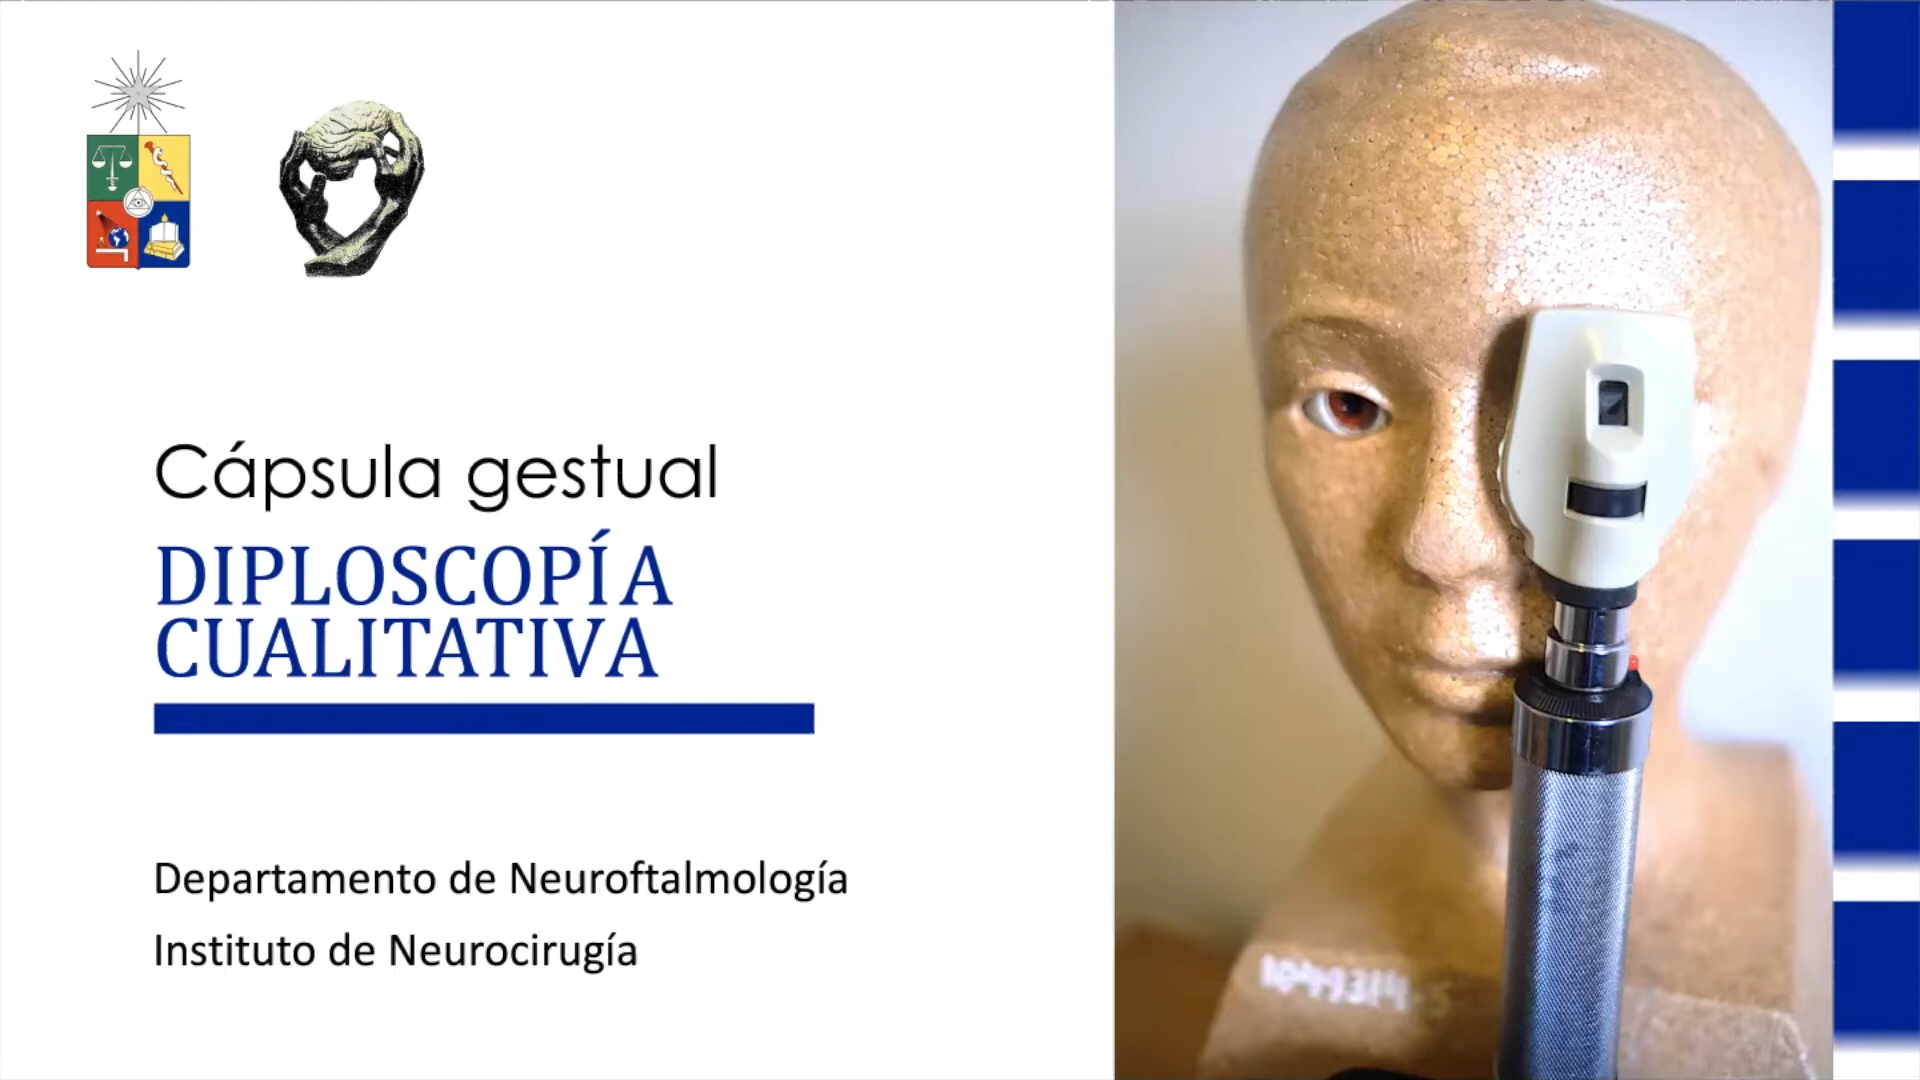 Cápsula gestual
DIPLOSCOPÍA
CUALITATIVA
Departamento de Neuroftalmología
Instituto de Neurocirugía